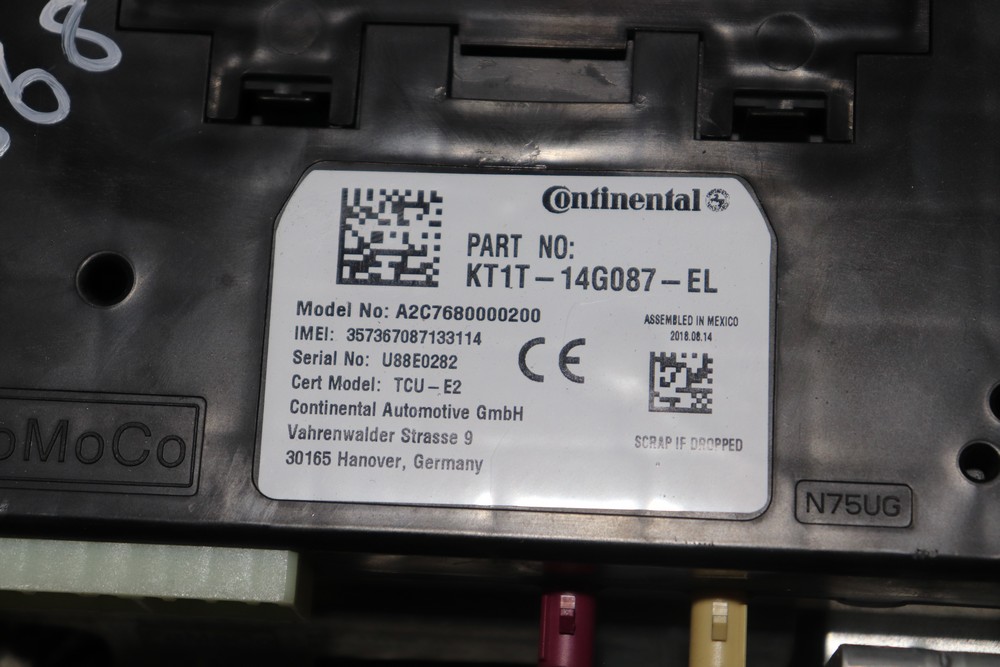 68
Continental
PART NO:
KT1T-14G087-EL
Model No: A2C7680000200
IMEI: 357367087133114
Serial No: U88E0282
Cert Model: TCU-E2
Continental Automotive GmbH
Vahrenwalder Strasse 9
30165 Hanover, Germany
CE
ASSEMBLED IN MEXICO
2018.08.14
SCRAP IF DROPPED
oMoCo
N75UG